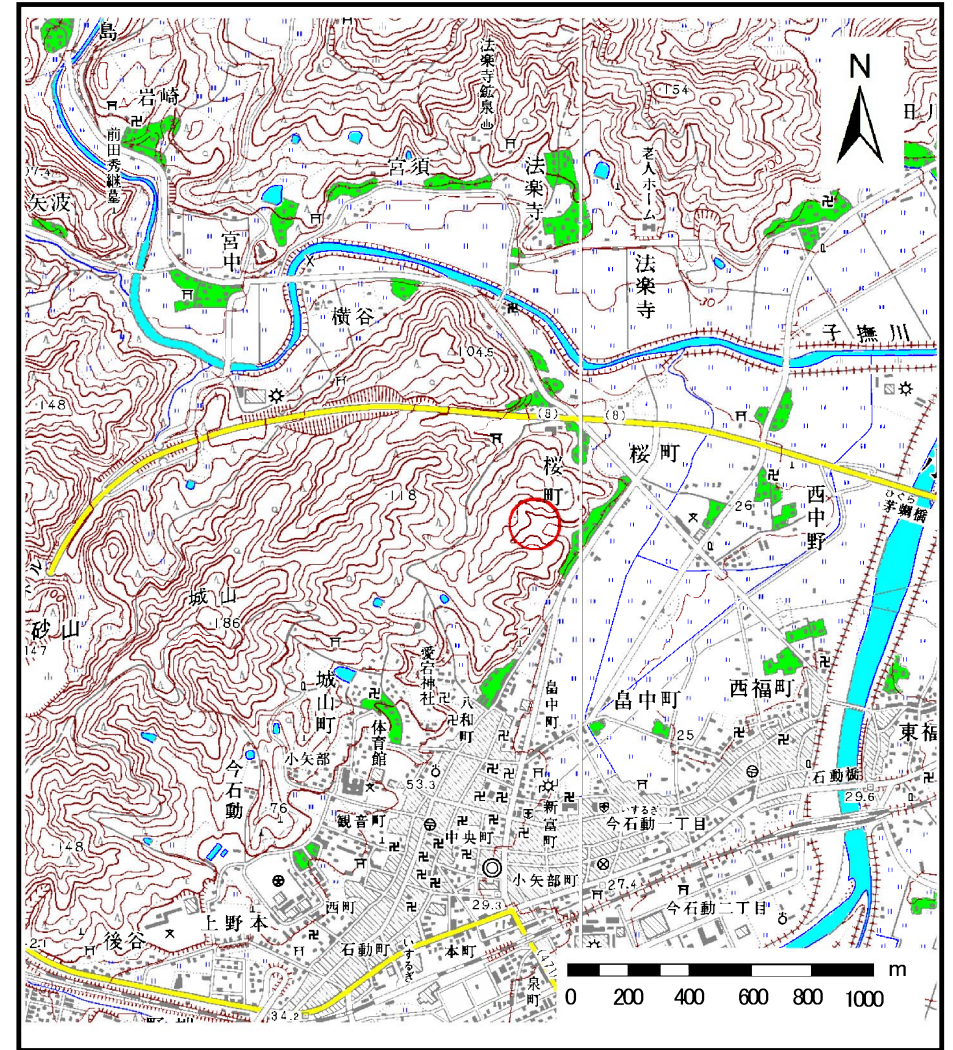 島
岩崎
前田秀継墓
矢波
宮中
宮須
法楽寺鉱泉
法楽寺
・154
老人ホーム
法楽寺
N
横谷
・104.5
子撫川
・148
(8)
(8)
桜町
桜町
・118
26
西中野
ひぐらし
茅蜩橋
城山
・186
砂山
147
愛宕神社
城山町
体育館
八和町
畠中町
畠中町
西福町
東福
小矢部
今石動
25
石動橋
29.6
53.3
・76
観音町
中央町
新富町
いするぎ
今石動一丁目
・148
小矢部町
27.4
今石動二丁目
29.3
西町
上野本
後谷
石動町
いするぎ
本町
泉町
34.2
m
0 200 400 600 800 1000